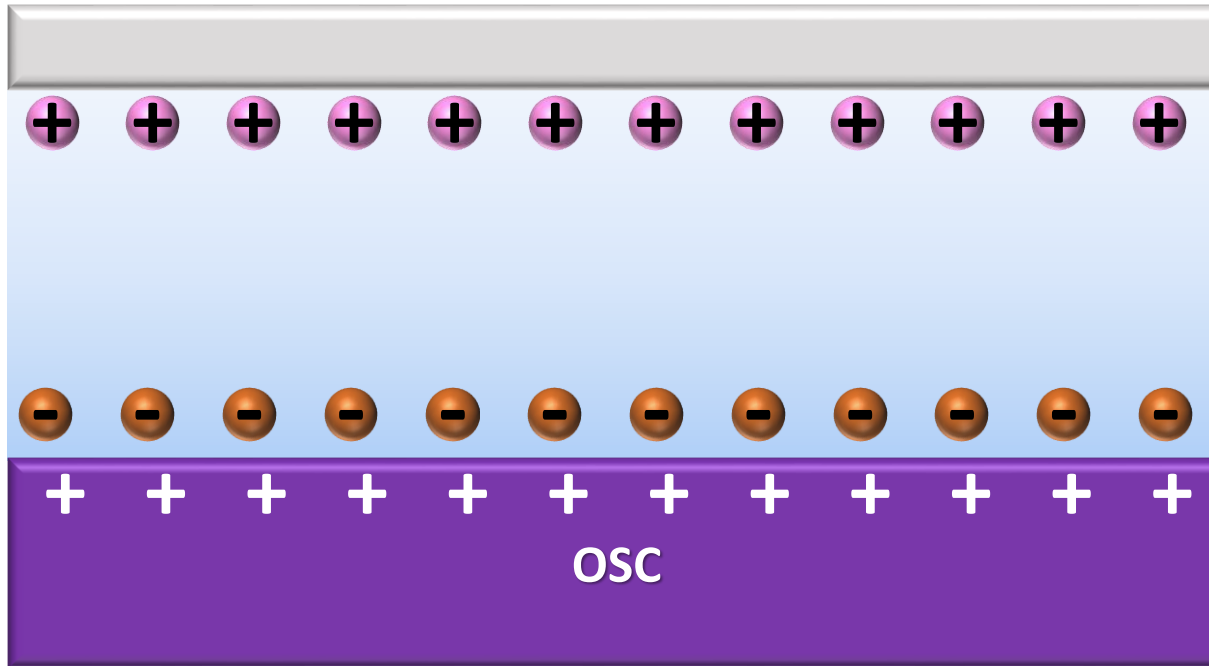 + + + + + + + + + + + +
- - - - - - - - - - - -
+ + + + + + + + + + + +
OSC